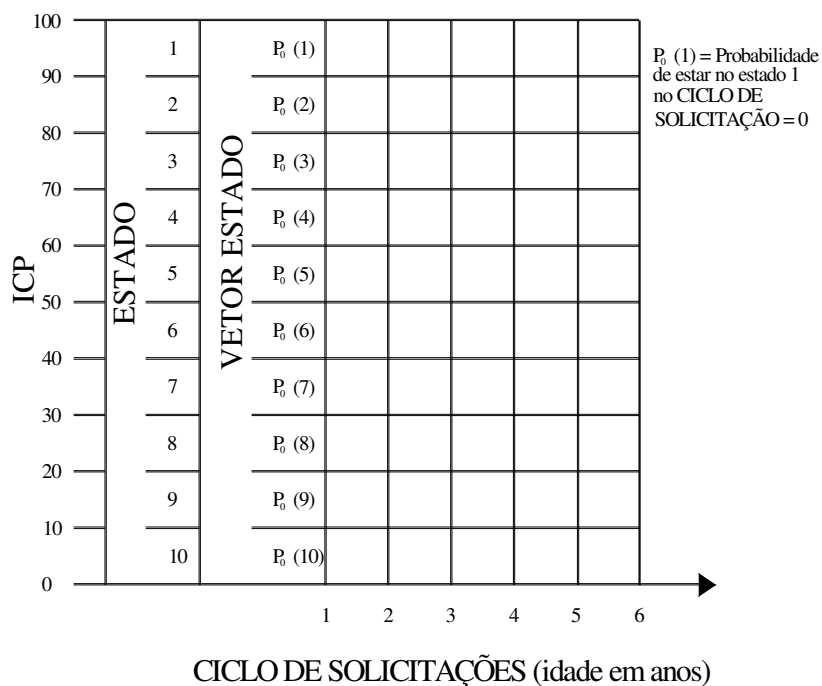 100
90
80
70
60
50
40
30
20
10
0
ICP
ESTADO
1
2
3
4
5
6
7
8
9
10
VETOR ESTADO
P0 (1)
P0 (2)
P0 (3)
P0 (4)
P0 (5)
P0 (6)
P0 (7)
P0 (8)
P0 (9)
P0 (10)
P0 (1) = Probabilidade
de estar no estado 1
no CICLO DE
SOLICITAÇÃO = 0
1 2 3 4 5 6
CICLO DE SOLICITAÇÕES (idade em anos)